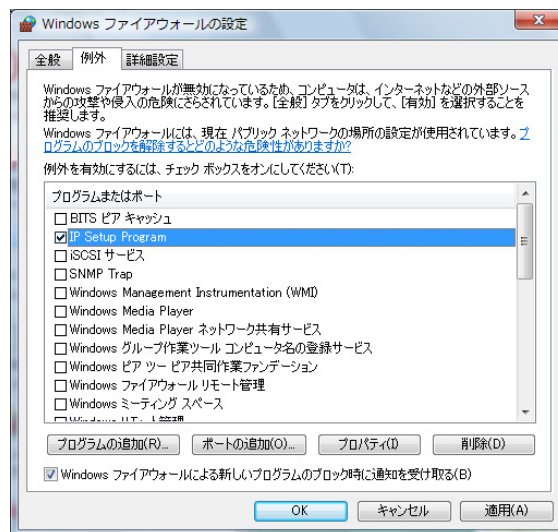 Windows ファイアウォールの設定
全般 例外 詳細設定
Windows ファイアウォールが無効になっているため、コンピュータは、インターネットなどの外部ソース
からの攻撃や侵入の危険にさらされています。[全般] タブをクリックして、[有効] を選択することを
推奨します。
Windows ファイアウォールには、現在 パブリック ネットワークの場所の設定が使用されています。プ
ログラムのブロックを解除するとどのような危険性がありますか?
例外を有効にするには、チェック ボックスをオンにしてください(T):
プログラムまたはポート
BITS ピア キャッシュ
IP Setup Program
iSCSI サービス
SNMP Trap
Windows Management Instrumentation (WMI)
Windows Media Player
Windows Media Player ネットワーク共有サービス
Windows グループ作業ツール コンピュータ名の登録サービス
Windows ピア ツー ピア共同作業ファンデーション
Windows ファイアウォール リモート管理
Windows ミーティング スペース
Windows リモート管理
プログラムの追加(R)... ポートの追加(O)... プロパティ(I) 削除(D)
Windows ファイアウォールによる新しいプログラムのブロック時に通知を受け取る(B)
OK キャンセル 適用(A)